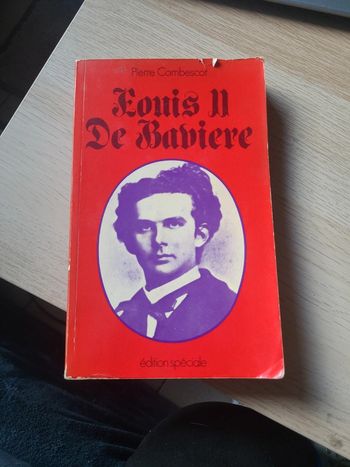 Pierre Combescot
Louis II
De Baviere
édition spéciale